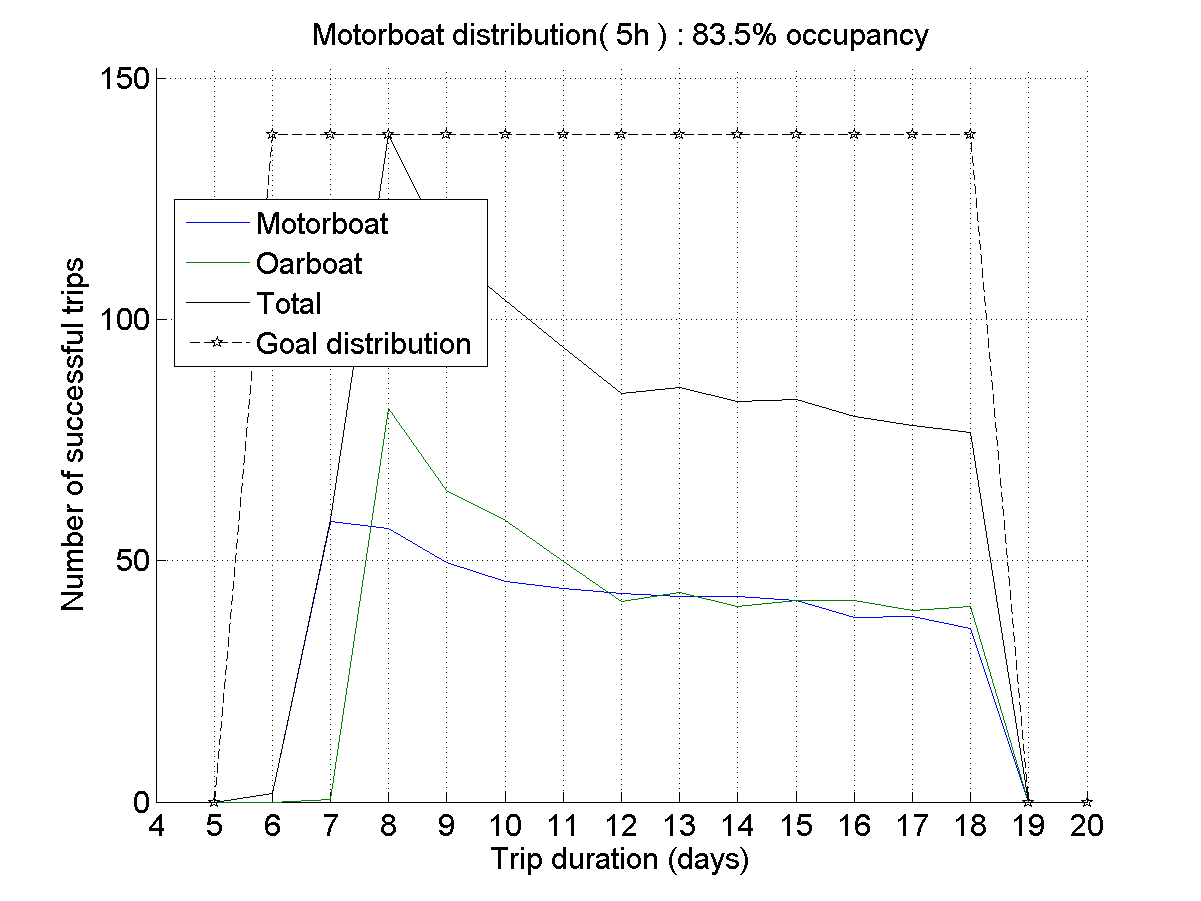 Motorboat distribution( 5h ) : 83.5% occupancy
150
100
50
0
Number of successful trips
Motorboat
Oarboat
Total
Goal distribution
4 5 6 7 8 9 10 11 12 13 14 15 16 17 18 19 20
Trip duration (days)